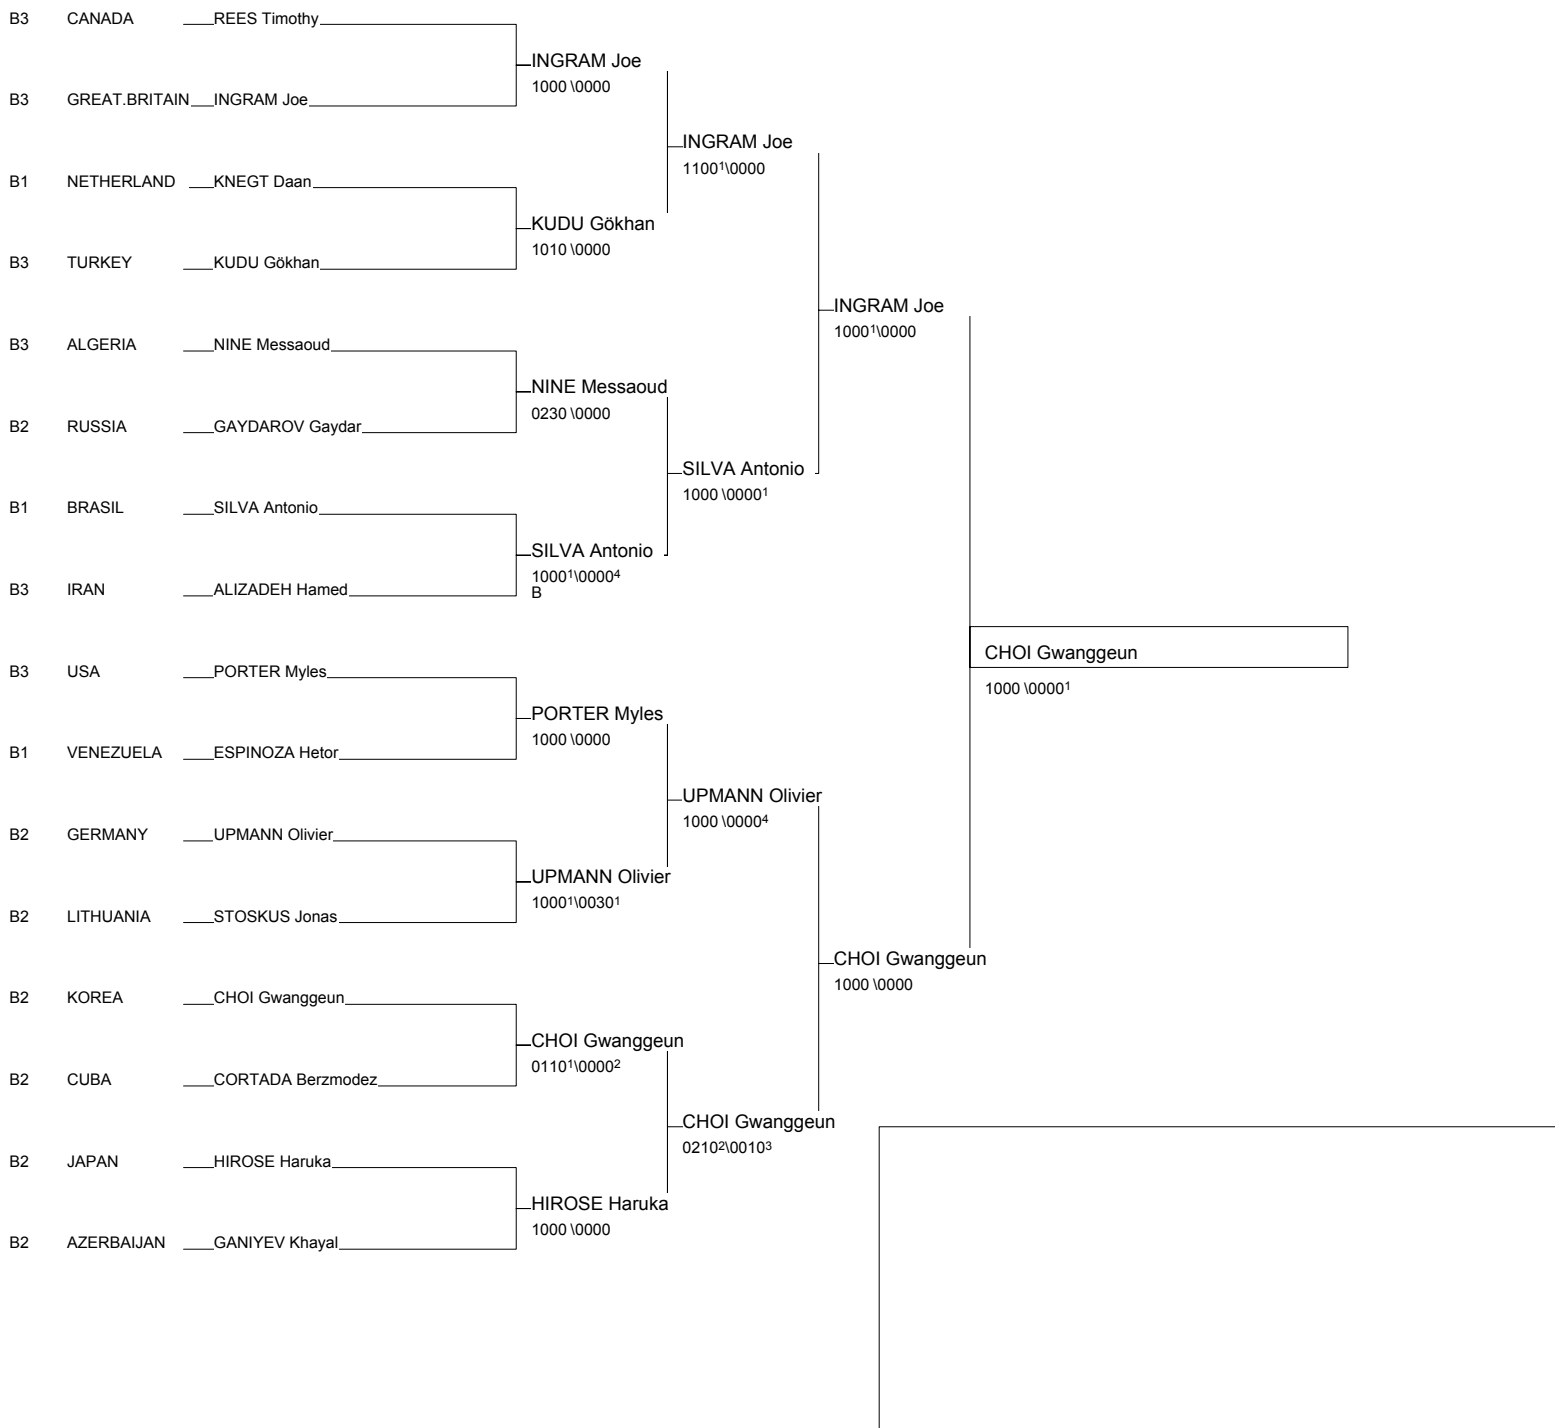 B3 CANADA REES Timothy
INGRAM Joe
1000 \0000
B3 GREAT.BRITAIN INGRAM Joe
INGRAM Joe
1100¹\0000
B1 NETHERLAND KNEGT Daan
KUDU Gökhan
1010 \0000
B3 TURKEY KUDU Gökhan
INGRAM Joe
1000¹\0000
B3 ALGERIA NINE Messaoud
NINE Messaoud
0230 \0000
B2 RUSSIA GAYDAROV Gaydar
SILVA Antonio
1000 \0000¹
B1 BRASIL SILVA Antonio
SILVA Antonio
1000¹\0000⁴
B
B3 IRAN ALIZADEH Hamed
CHOI Gwanggeun
1000 \0000¹
B3 USA PORTER Myles
PORTER Myles
1000 \0000
B1 VENEZUELA ESPINOZA Hetor
UPMANN Olivier
1000 \0000⁴
B2 GERMANY UPMANN Olivier
UPMANN Olivier
1000¹\0030¹
B2 LITHUANIA STOSKUS Jonas
CHOI Gwanggeun
1000 \0000
B2 KOREA CHOI Gwanggeun
CHOI Gwanggeun
0110¹\0000²
B2 CUBA CORTADA Berzmodez
CHOI Gwanggeun
0210²\0010³
B2 JAPAN HIROSE Haruka
HIROSE Haruka
1000 \0000
B2 AZERBAIJAN GANIYEV Khayal